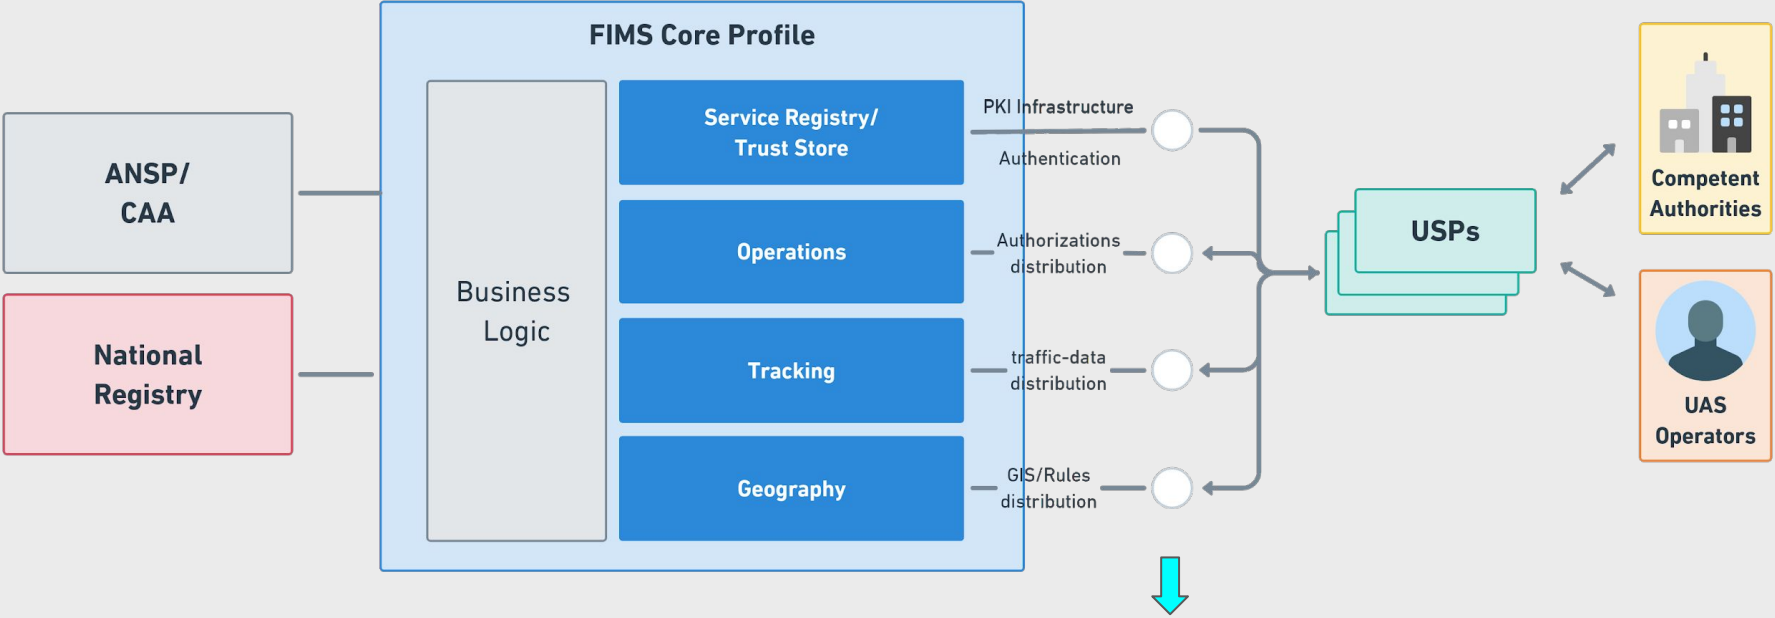 FIMS Core Profile
ANSP/
CAA
National
Registry
Business
Logic
Service Registry/
Trust Store
Operations
Tracking
Geography
PKI Infrastructure
Authentication
Authorizations
distribution
traffic-data
distribution
GIS/Rules
distribution
USPs
Competent
Authorities
UAS
Operators